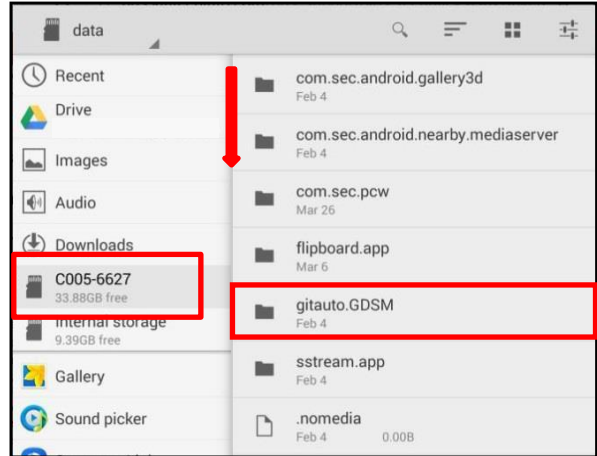 data
Recent
Drive
Images
Audio
Downloads
C005-6627
33.88GB free
Internal storage
9.39GB free
Gallery
Sound picker
com.sec.android.gallery3d
Feb 4
com.sec.android.nearby.mediaserver
Feb 4
com.sec.pcw
Mar 26
flipboard.app
Mar 6
gitauto.GDSM
Feb 4
sstream.app
Feb 4
.nomedia
Feb 4 0.00B